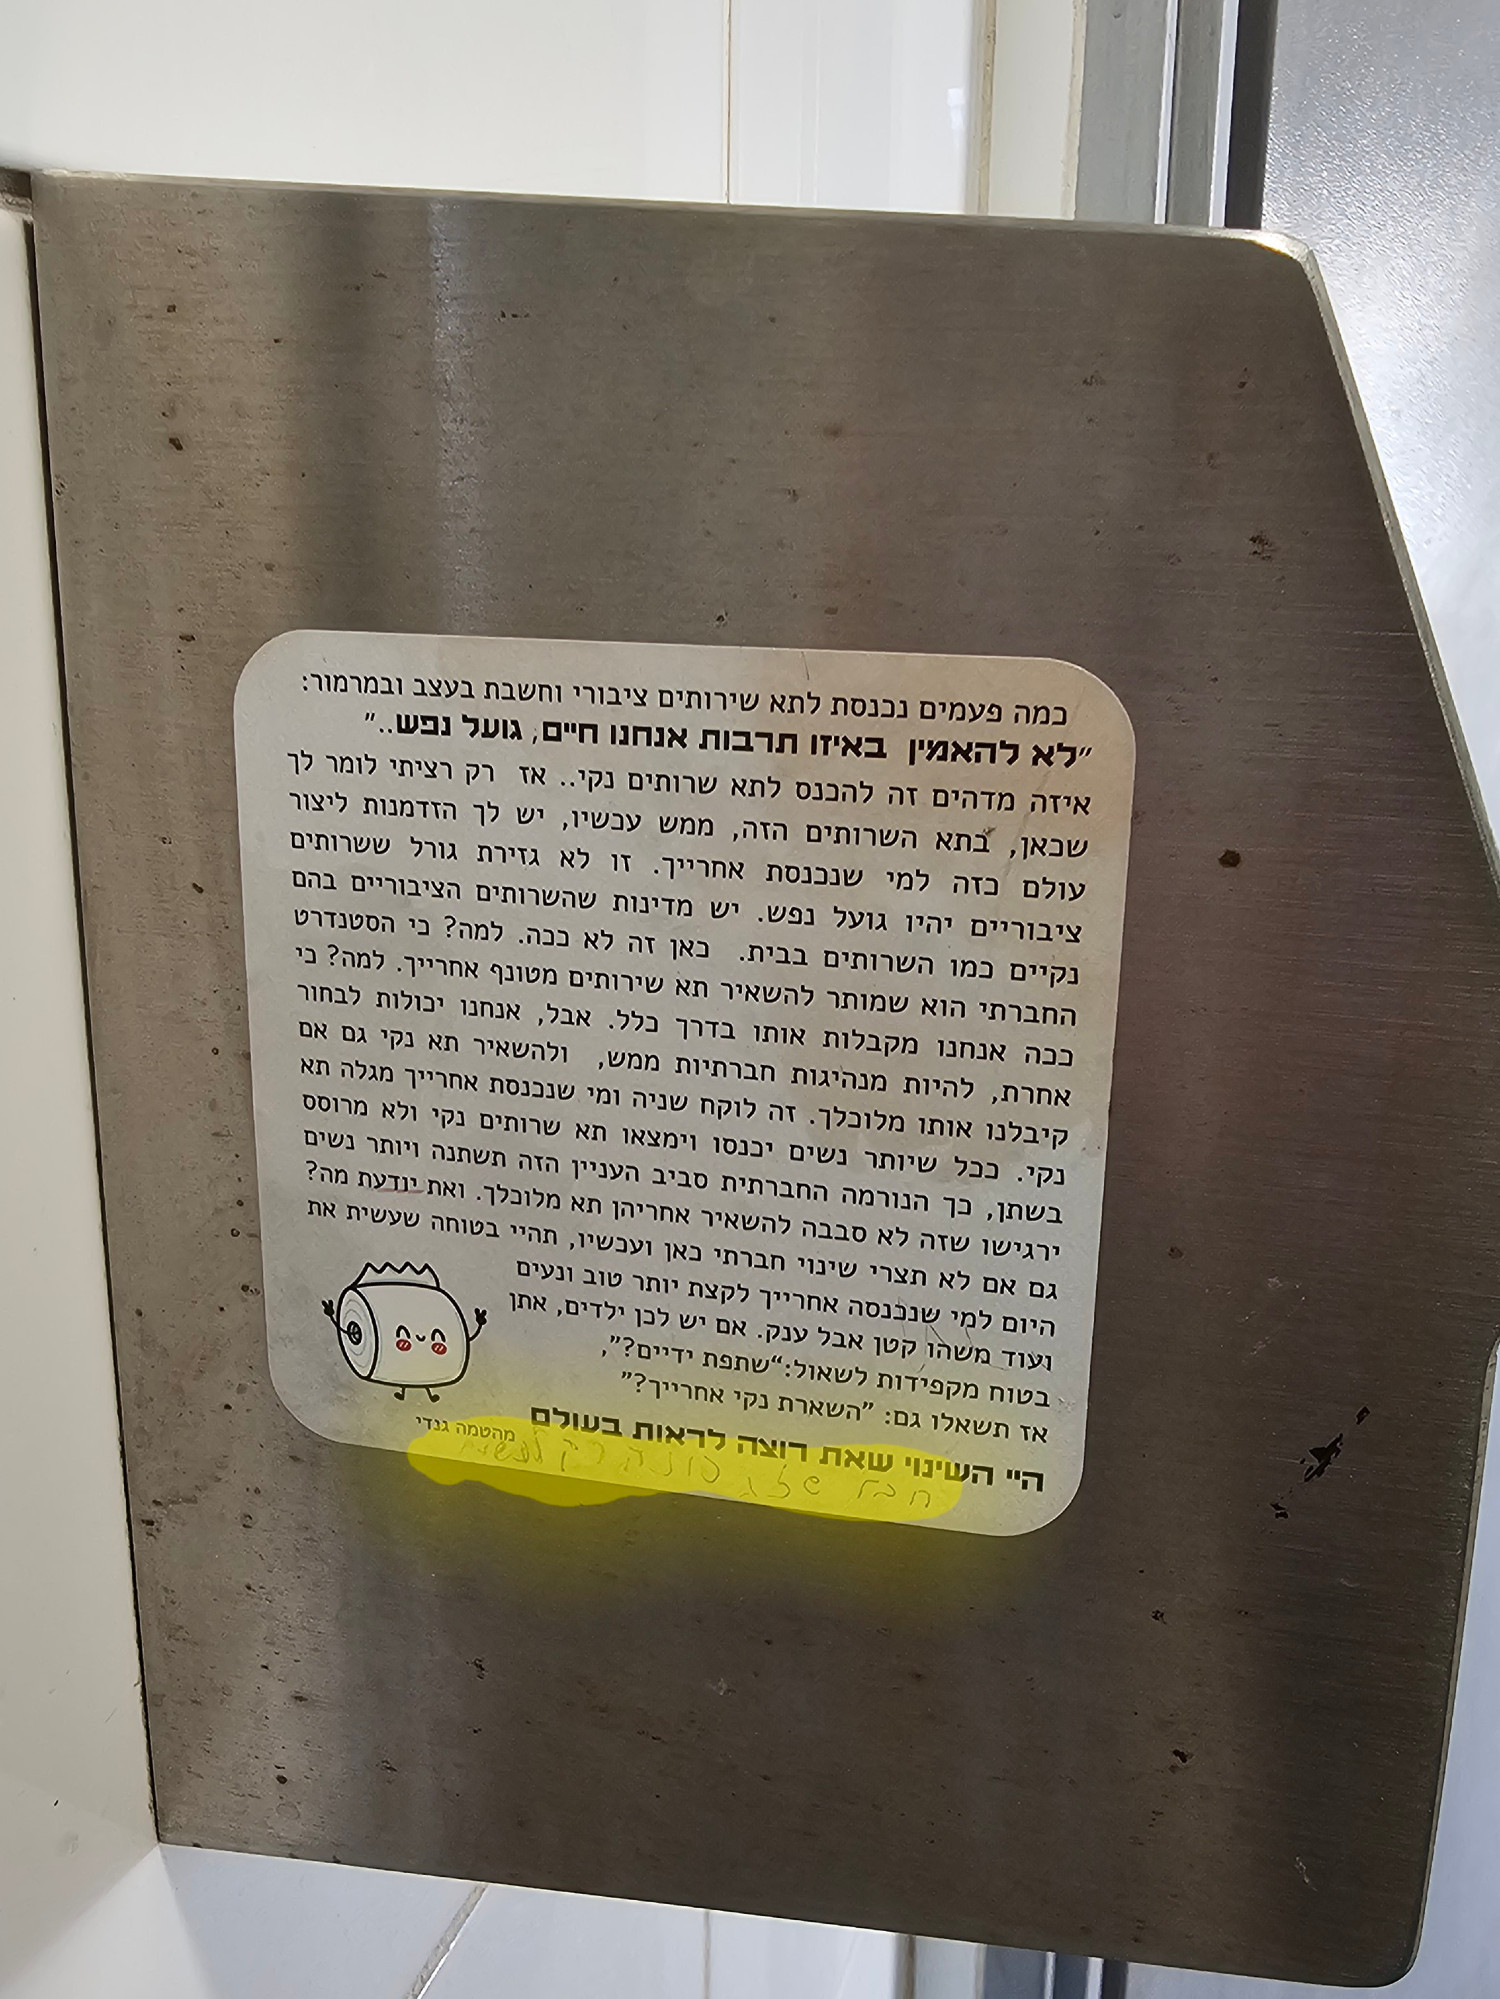 כמה פעמים נכנסת לתא שירותים ציבורי וחשבת בעצב ובמרמור:
"לא להאמין באיזו תרבות אנחנו חיים, גועל נפש.."
איזה מדהים זה להכנס לתא שרותים נקי.. אז רק רציתי לומר לך
שכאן, בתא השרותים הזה, ממש עכשיו, יש לך הזדמנות ליצור
עולם כזה למי שנכנסת אחרייך. זו לא גזירת גורל ששרותים
ציבוריים יהיו גועל נפש. יש מדינות שהשרותים הציבוריים בהם
נקיים כמו השרותים בבית. כאן זה לא ככה. למה? כי הסטנדרט
החברתי הוא שמותר להשאיר תא שירותים מטונף אחרייך. למה? כי
ככה אנחנו מקבלות אותו בדרך כלל. אבל, אנחנו יכולות לבחור
אחרת, להיות מנהיגות חברתיות ממש, ולהשאיר תא נקי גם אם
קיבלנו אותו מלוכלך. זה לוקח שניה ומי שנכנסת אחרייך מגלה תא
נקי. ככל שיותר נשים יכנסו וימצאו תא שרותים נקי ולא מרוסס
בשתן, כך הנורמה החברתית סביב העניין הזה תשתנה ויותר נשים
ירגישו שזה לא סבבה להשאיר אחריהן תא מלוכלך. ואת יודעת מה?
גם אם לא תצרי שינוי חברתי כאן ועכשיו, תהיי בטוחה שעשית את
היום למי שנכנסה אחרייך לקצת יותר טוב ונעים
ועוד משהו קטן אבל ענק. אם יש לכן ילדים, אתן
בטוח מקפידות לשאול:"שתפת ידיים?",
אז תשאלו גם: "השארת נקי אחרייך?"
היי השינוי שאת רוצה לראות בעולם מהטמה גנדי
חבל שזה פונה רק לנשים